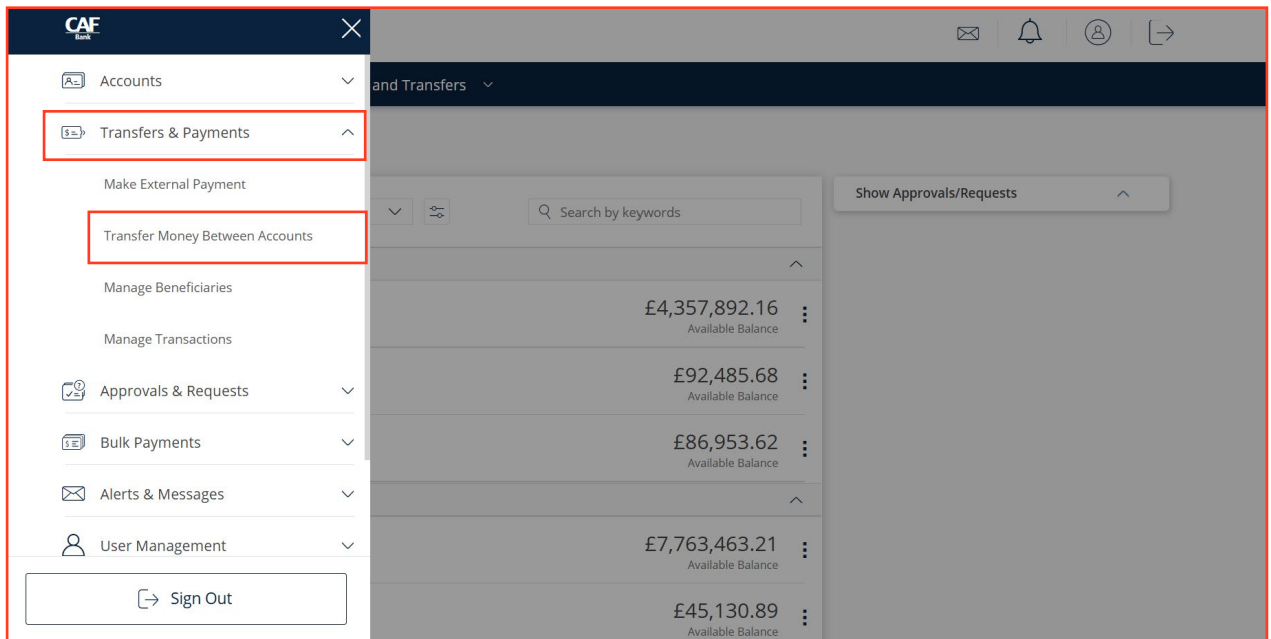 CAF
Bank
Accounts
Transfers & Payments
Make External Payment
Transfer Money Between Accounts
Manage Beneficiaries
Manage Transactions
Approvals & Requests
Bulk Payments
Alerts & Messages
User Management
Sign Out
and Transfers
Search by keywords
£4,357,892.16
Available Balance
£92,485.68
Available Balance
£86,953.62
Available Balance
£7,763,463.21
Available Balance
£45,130.89
Available Balance
Show Approvals/Requests